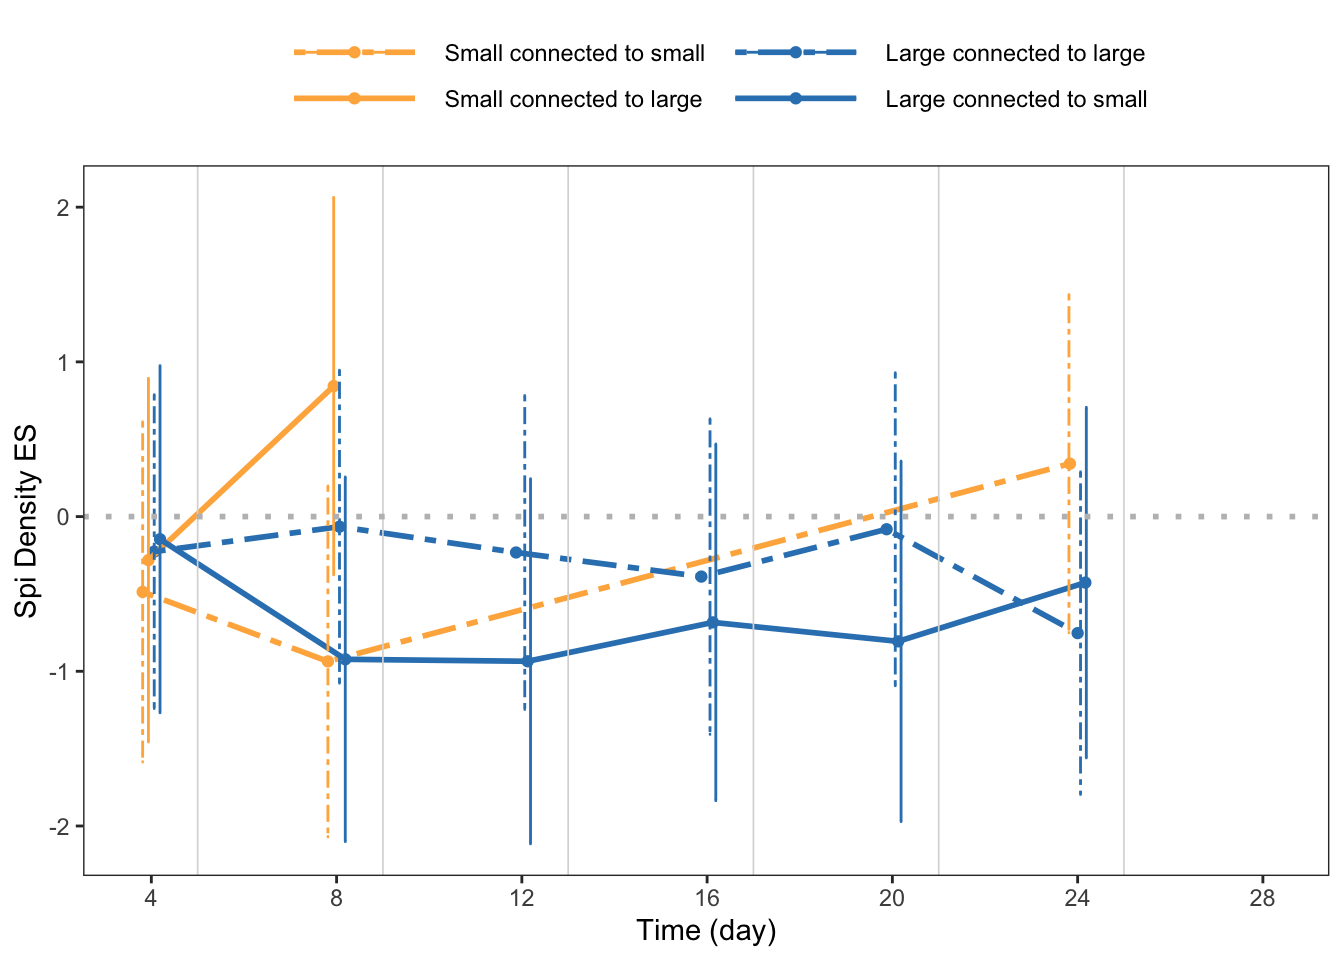 Small connected to small
Large connected to large
Small connected to large
Large connected to small
Spi Density ES
2
1
0
-1
-2
4 8 12 16 20 24 28
Time (day)